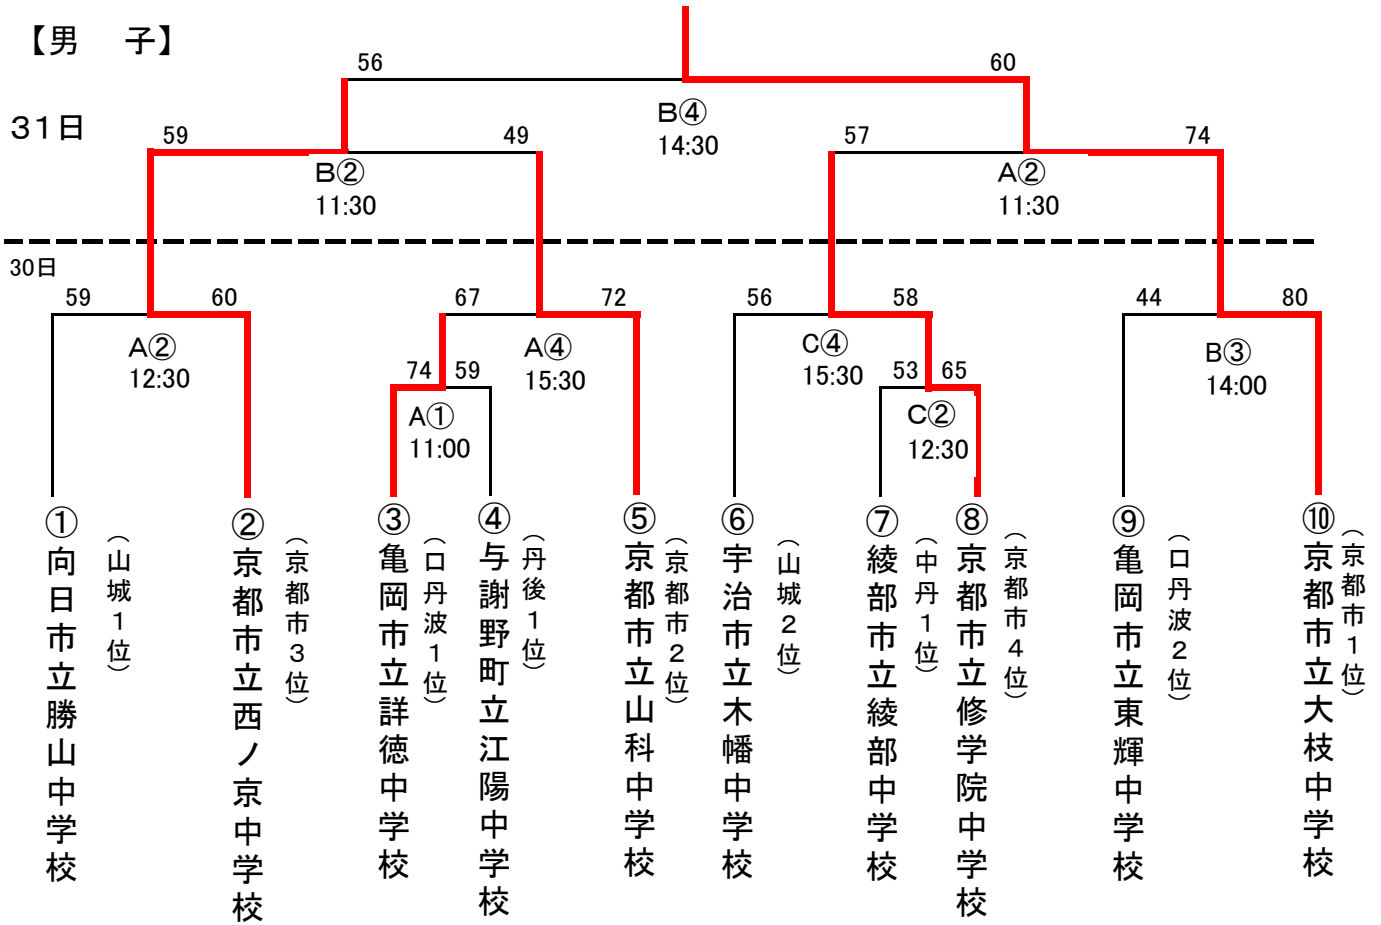 【男　子】
56
60
B④
14:30
31日
59
49
57
74
B②
11:30
A②
11:30
30日
59
60
67
72
56
58
44
80
A②
12:30
A④
15:30
C④
15:30
B③
14:00
74
59
53
65
A①
11:00
C②
12:30
①向日市立勝山中学校
（山城１位）
②京都市立西ノ京中学校
（京都市３位）
③亀岡市立詳徳中学校
（口丹波１位）
④与謝野町立江陽中学校
（丹後１位）
⑤京都市立山科中学校
（京都市２位）
⑥宇治市立木幡中学校
（山城２位）
⑦綾部市立綾部中学校
（中丹１位）
⑧京都市立修学院中学校
（京都市４位）
⑨亀岡市立東輝中学校
（口丹波２位）
⑩京都市立大枝中学校
（京都市１位）